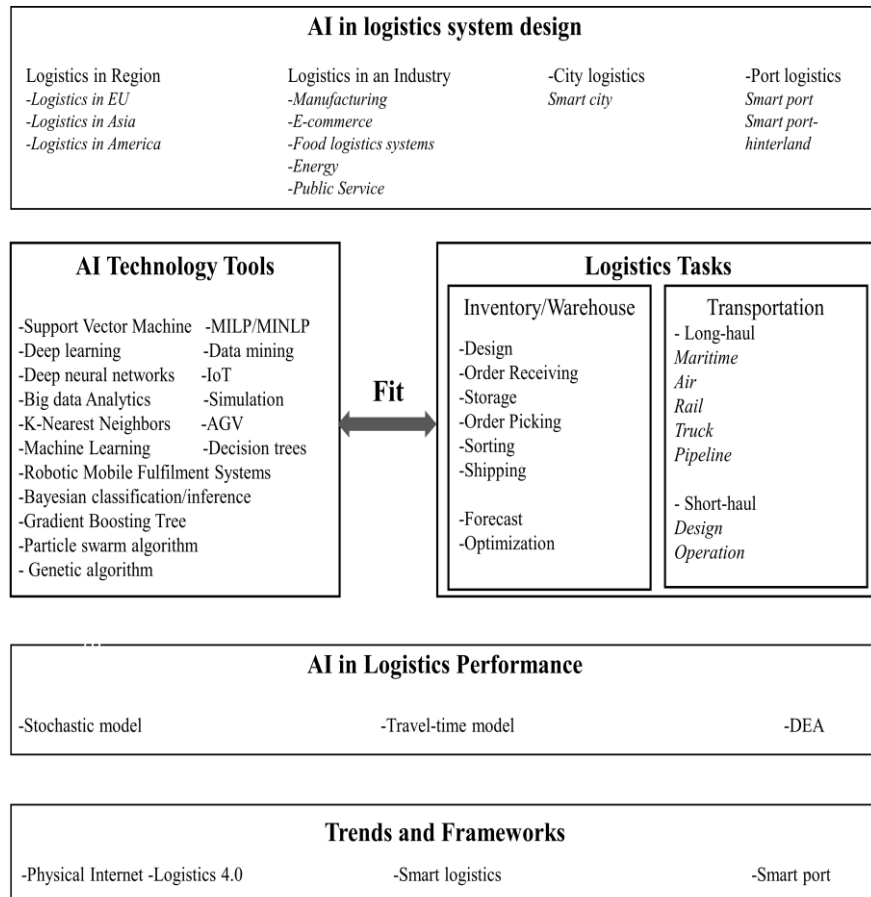 AI in logistics system design
Logistics in Region
-Logistics in EU
-Logistics in Asia
-Logistics in America
Logistics in an Industry
-Manufacturing
-E-commerce
-Food logistics systems
-Energy
-Public Service
-City logistics
Smart city
-Port logistics
Smart port
Smart port-
hinterland
AI Technology Tools
-Support Vector Machine -MILP/MINLP
-Deep learning -Data mining
-Deep neural networks -IoT
-Big data Analytics -Simulation
-K-Nearest Neighbors -AGV
-Machine Learning -Decision trees
-Robotic Mobile Fulfilment Systems
-Bayesian classification/inference
-Gradient Boosting Tree
-Particle swarm algorithm
- Genetic algorithm
Fit
Logistics Tasks
Inventory/Warehouse
-Design
-Order Receiving
-Storage
-Order Picking
-Sorting
-Shipping
-Forecast
-Optimization
Transportation
- Long-haul
Maritime
Air
Rail
Truck
Pipeline
- Short-haul
Design
Operation
AI in Logistics Performance
-Stochastic model -Travel-time model -DEA
Trends and Frameworks
-Physical Internet -Logistics 4.0 -Smart logistics -Smart port